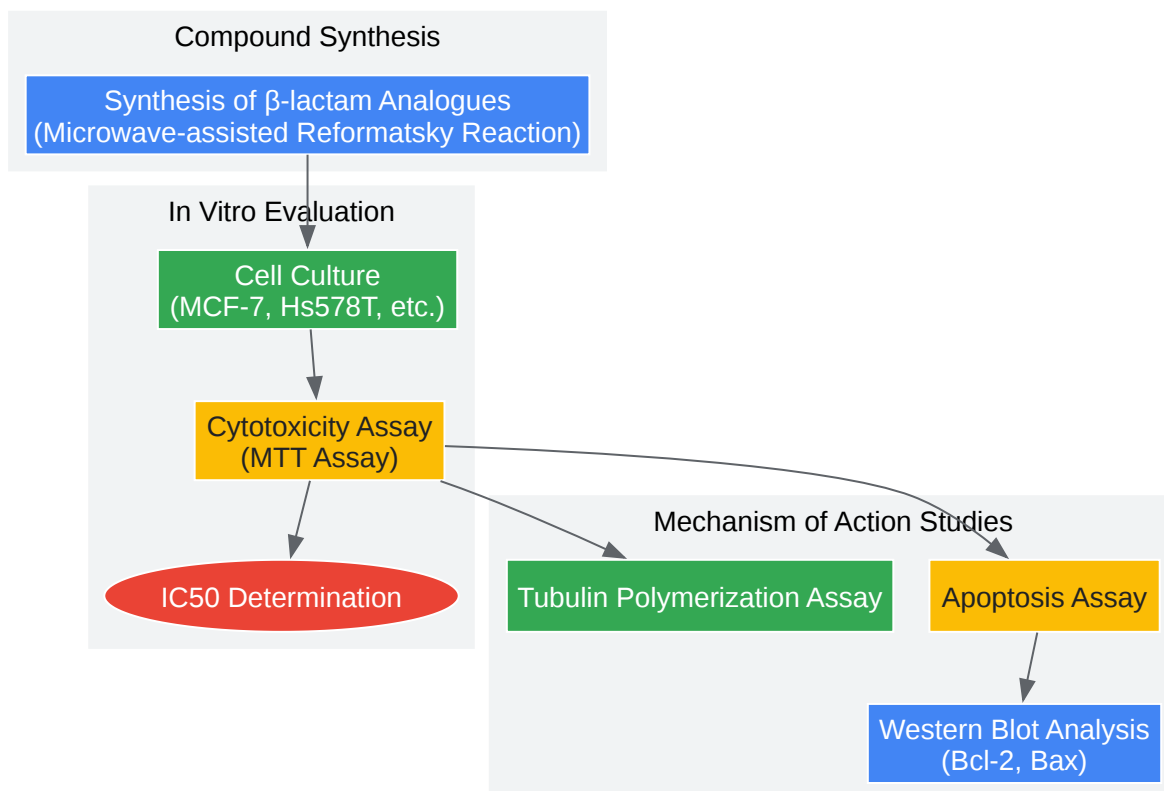 Compound Synthesis
Synthesis of β-lactam Analogues
(Microwave-assisted Reformatsky Reaction)
In Vitro Evaluation
Cell Culture
(MCF-7, Hs578T, etc.)
Cytotoxicity Assay
(MTT Assay)
IC50 Determination
Mechanism of Action Studies
Tubulin Polymerization Assay
Apoptosis Assay
Western Blot Analysis
(Bcl-2, Bax)